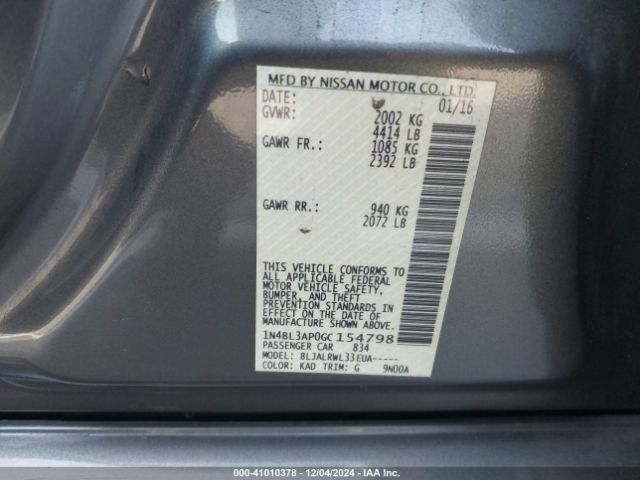 MFD BY NISSAN MOTOR CO., LTD.
DATE: 01/16
GVWR: 2002 KG
4414 LB
GAWR FR.: 1085 KG
2392 LB
GAWR RR.: 940 KG
2072 LB
THIS VEHICLE CONFORMS TO
ALL APPLICABLE FEDERAL
MOTOR VEHICLE SAFETY,
BUMPER, AND THEFT
PREVENTION STANDARDS IN
EFFECT ON THE DATE OF
MANUFACTURE SHOWN ABOVE.
1N4BL3AP0GC154798
PASSENGER CAR 834
MODEL: BLJALRWL33EUA-----
COLOR: KAD TRIM: G 9N00A
000-41010378 - 12/04/2024 - IAA Inc.